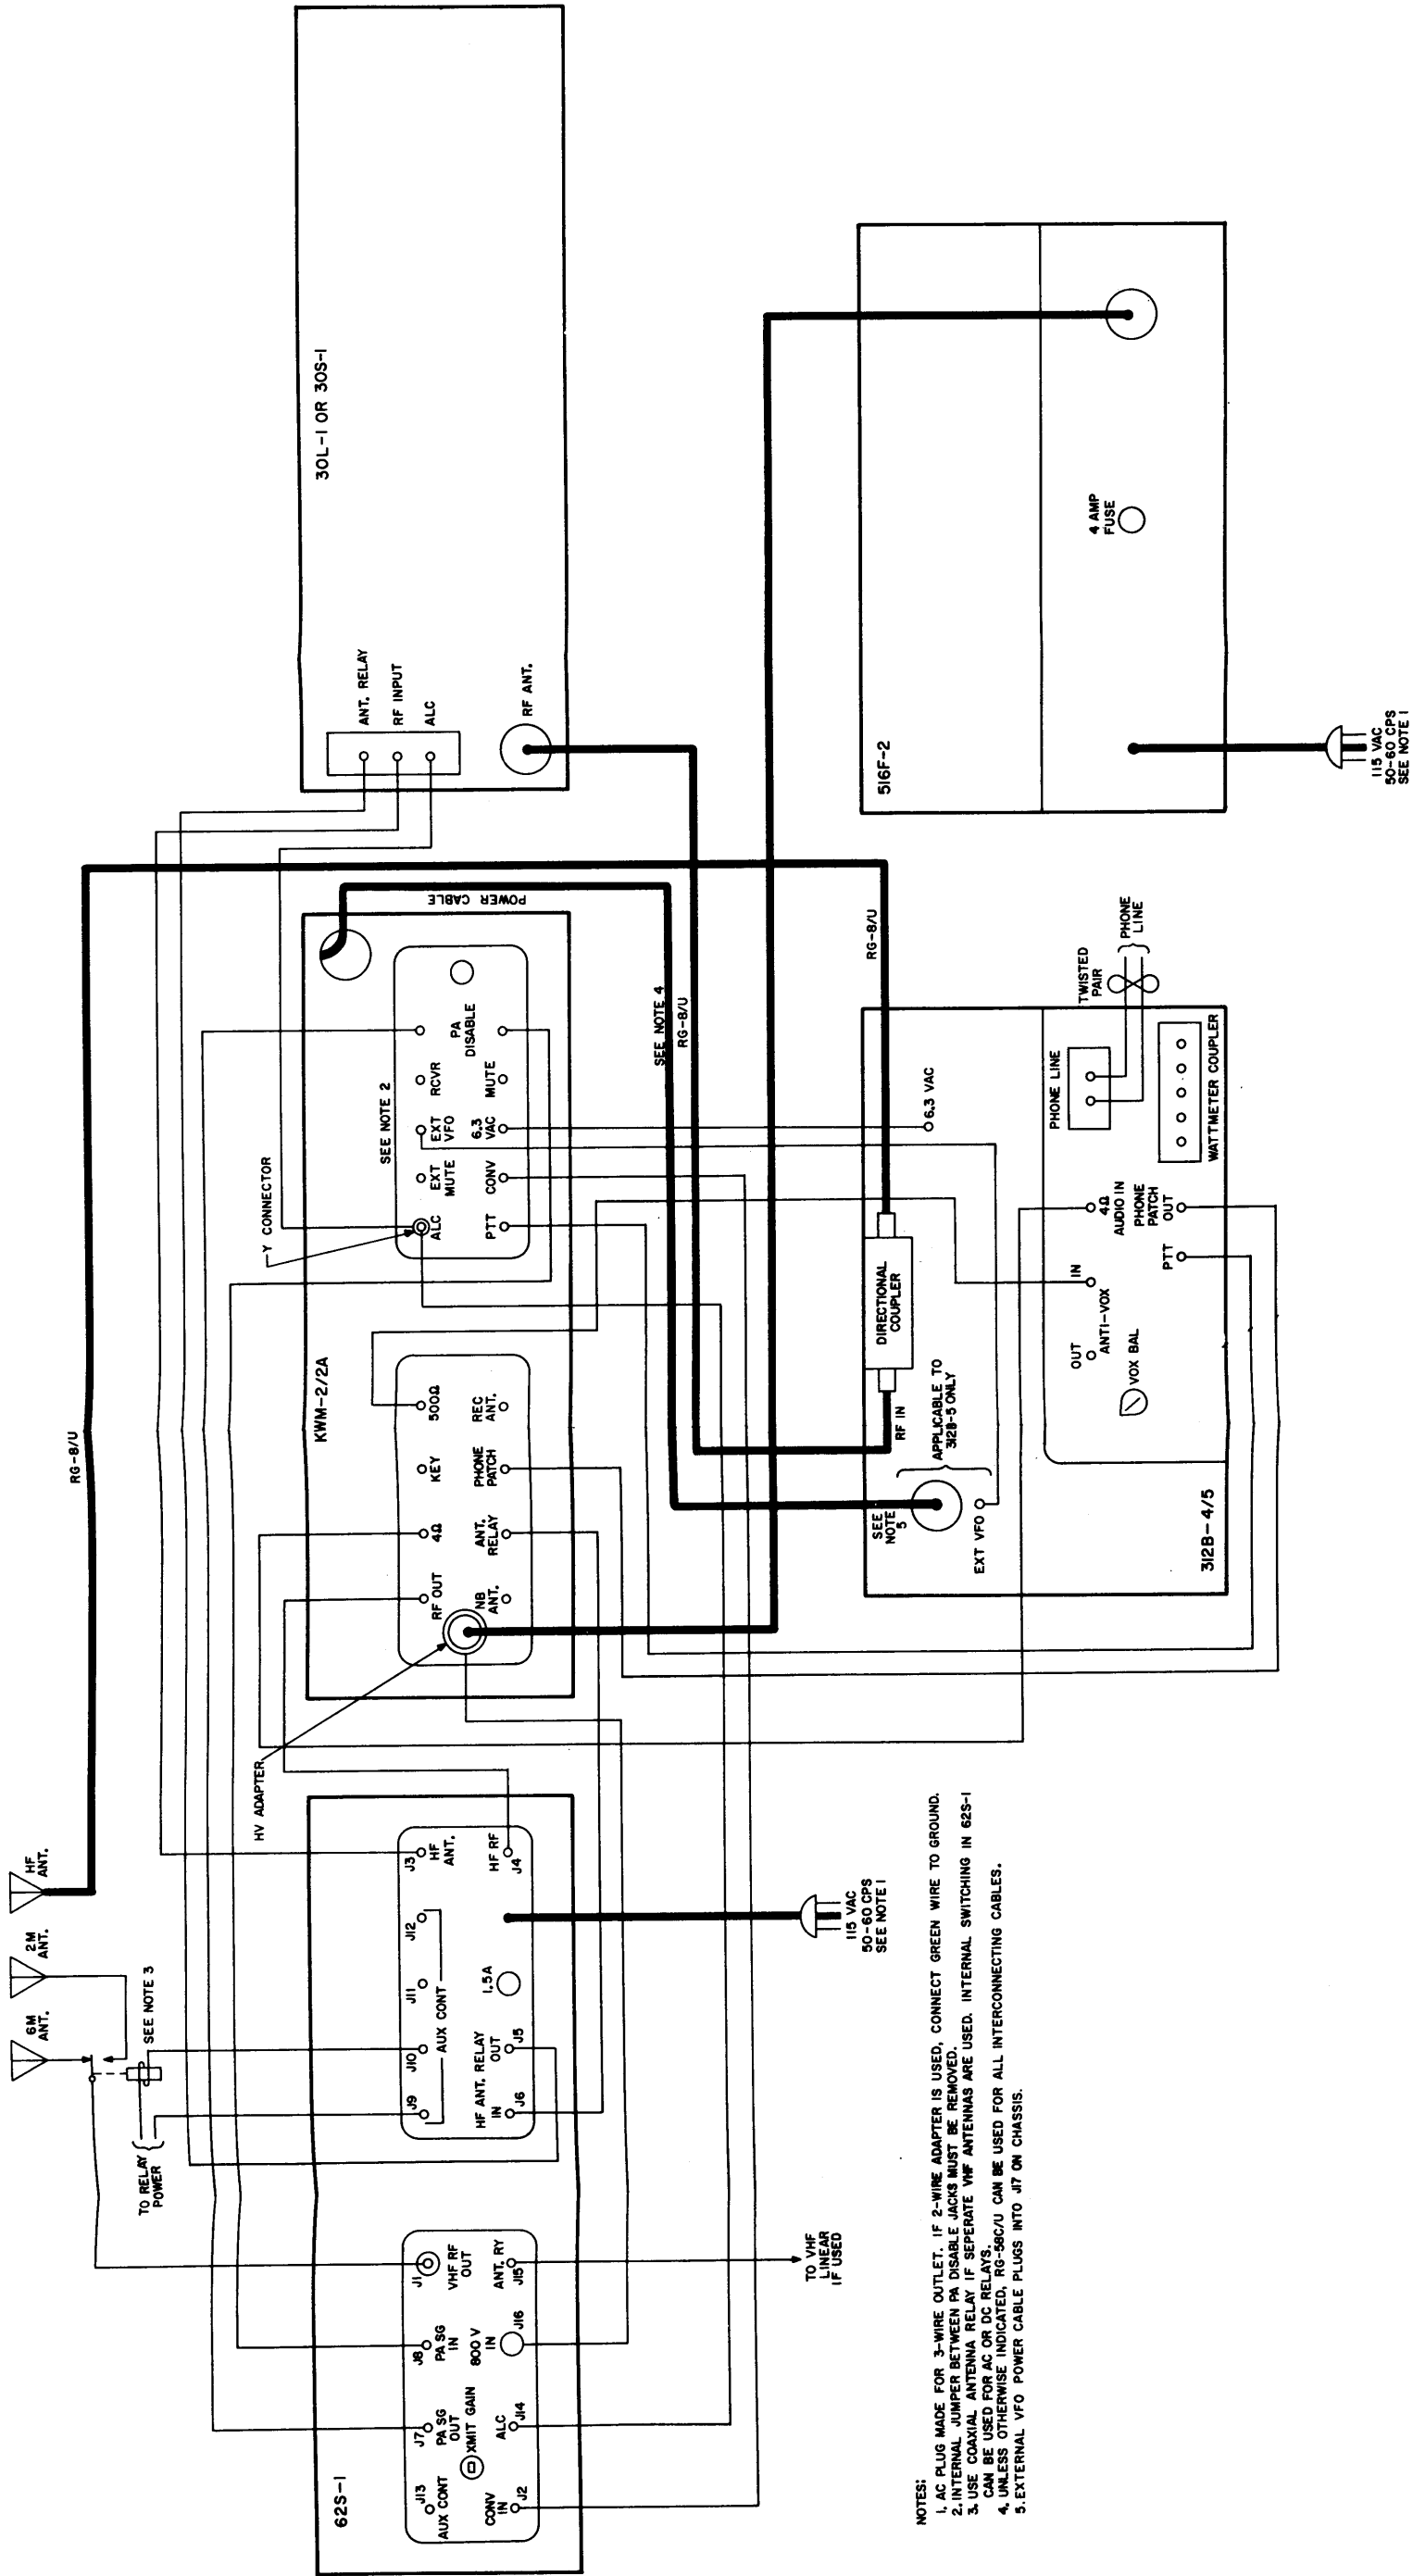 6M
ANT.
2M
ANT.
HF
ANT.
SEE NOTE 3
TO RELAY
POWER
RG-8/U
62S-1
J13
AUX CONT
J7
PA SG
OUT
J8
PA SG
IN
J1
VHF RF
OUT
XMIT GAIN
CONV
IN
J2
ALC
J14
800 V
IN
J16
ANT. RY
J15
TO VHF
LINEAR
IF USED
J9
J10
J11
J12
AUX CONT
J3
HF
ANT.
HF ANT. RELAY
IN
OUT
J6
J5
1.5A
HF RF
J4
115 VAC
50-60 CPS
SEE NOTE 1
HV ADAPTER
KWM-2/2A
RF OUT
4Ω
KEY
500Ω
NB
ANT.
ANT.
RELAY
PHONE
PATCH
REC
ANT.
Y CONNECTOR
SEE NOTE 2
ALC
EXT
MUTE
EXT
VFO
RCVR
PA
DISABLE
PTT
CONV
6.3
VAC
MUTE
POWER CABLE
30L-1 OR 30S-1
ANT. RELAY
RF INPUT
ALC
RF ANT.
SEE NOTE 4
RG-8/U
RG-8/U
312B-4/5
SEE
NOTE
5
EXT VFO
APPLICABLE TO
312B-5 ONLY
RF IN
DIRECTIONAL
COUPLER
6.3 VAC
VOX BAL
OUT
ANTI-VOX
IN
4Ω
AUDIO IN
PHONE
PATCH
OUT
PTT
PHONE LINE
WATTMETER COUPLER
TWISTED
PAIR
PHONE
LINE
516F-2
4 AMP
FUSE
115 VAC
50-60 CPS
SEE NOTE 1
NOTES:
1. AC PLUG MADE FOR 3-WIRE OUTLET. IF 2-WIRE ADAPTER IS USED, CONNECT GREEN WIRE TO GROUND.
2. INTERNAL JUMPER BETWEEN PA DISABLE JACKS MUST BE REMOVED.
3. USE COAXIAL ANTENNA RELAY IF SEPERATE VHF ANTENNAS ARE USED. INTERNAL SWITCHING IN 62S-1
CAN BE USED FOR AC OR DC RELAYS.
4. UNLESS OTHERWISE INDICATED, RG-58C/U CAN BE USED FOR ALL INTERCONNECTING CABLES.
5. EXTERNAL VFO POWER CABLE PLUGS INTO J17 ON CHASSIS.